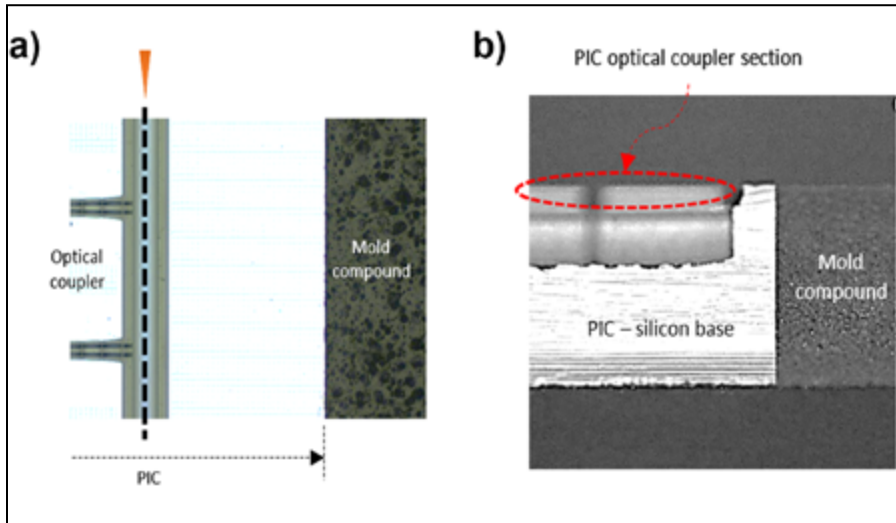 a)
Optical
coupler
Mold
compound
PIC
b)
PIC optical coupler section
Mold
compound
PIC – silicon base